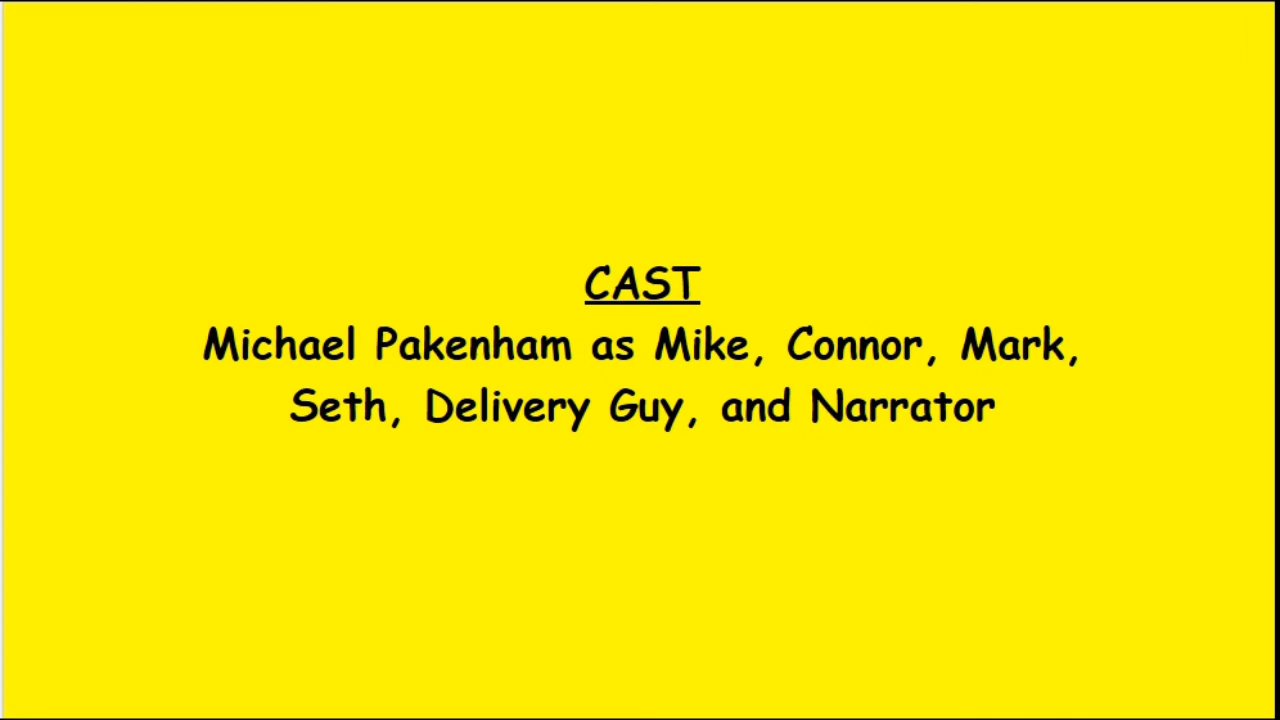 CAST
Michael Pakenham as Mike, Connor, Mark,
Seth, Delivery Guy, and Narrator